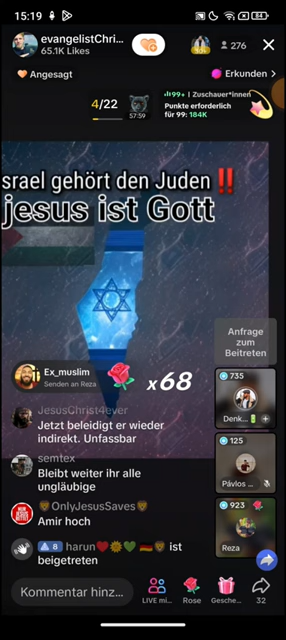 15:19
84
evangelistChri...
65.1K Likes
276
Angesagt
Erkunden >
4/22
57:59
99+ I Zuschauer*innen
Punkte erforderlich
für 99: 184K
srael gehört den Juden ‼️
jesus ist Gott
Anfrage
zum
Beitreten
Ex_muslim
Senden an Reza
x68
735
Denk...
JesusChrist4ever
Jetzt beleidigt er wieder
indirekt. Unfassbar
125
Pávlos ...
semtex
Bleibt weiter ihr alle
ungläubige
923
Reza
🦁OnlyJesusSaves🦁
Amir hoch
8 harun❤️🌻💚 🇩🇪🦁 ist
beigetreten
Kommentar hinz...
LIVE mi...
Rose
Gesche...
32